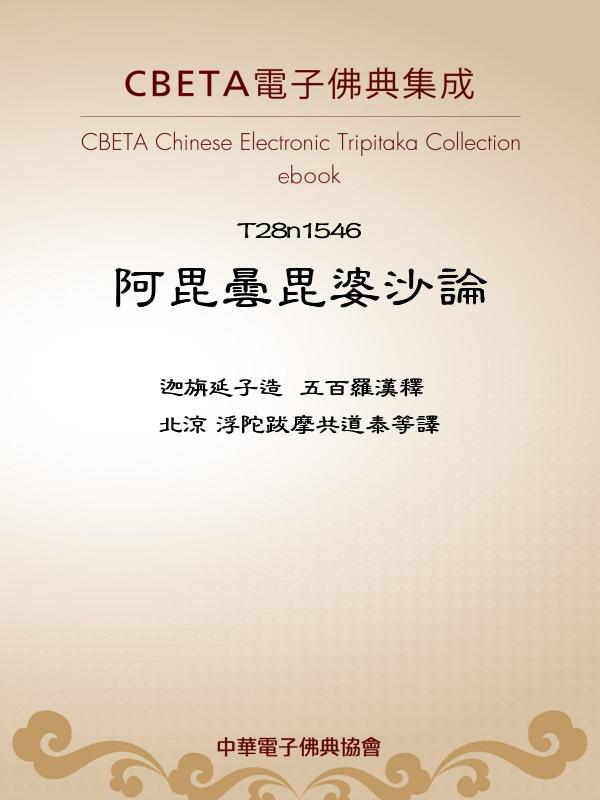 CBETA電子佛典集成
CBETA Chinese Electronic Tripitaka Collection
ebook
T28n1546
阿毘曇毘婆沙論
迦旃延子造 五百羅漢釋
北涼 浮陀跋摩共道泰等譯
中華電子佛典協會